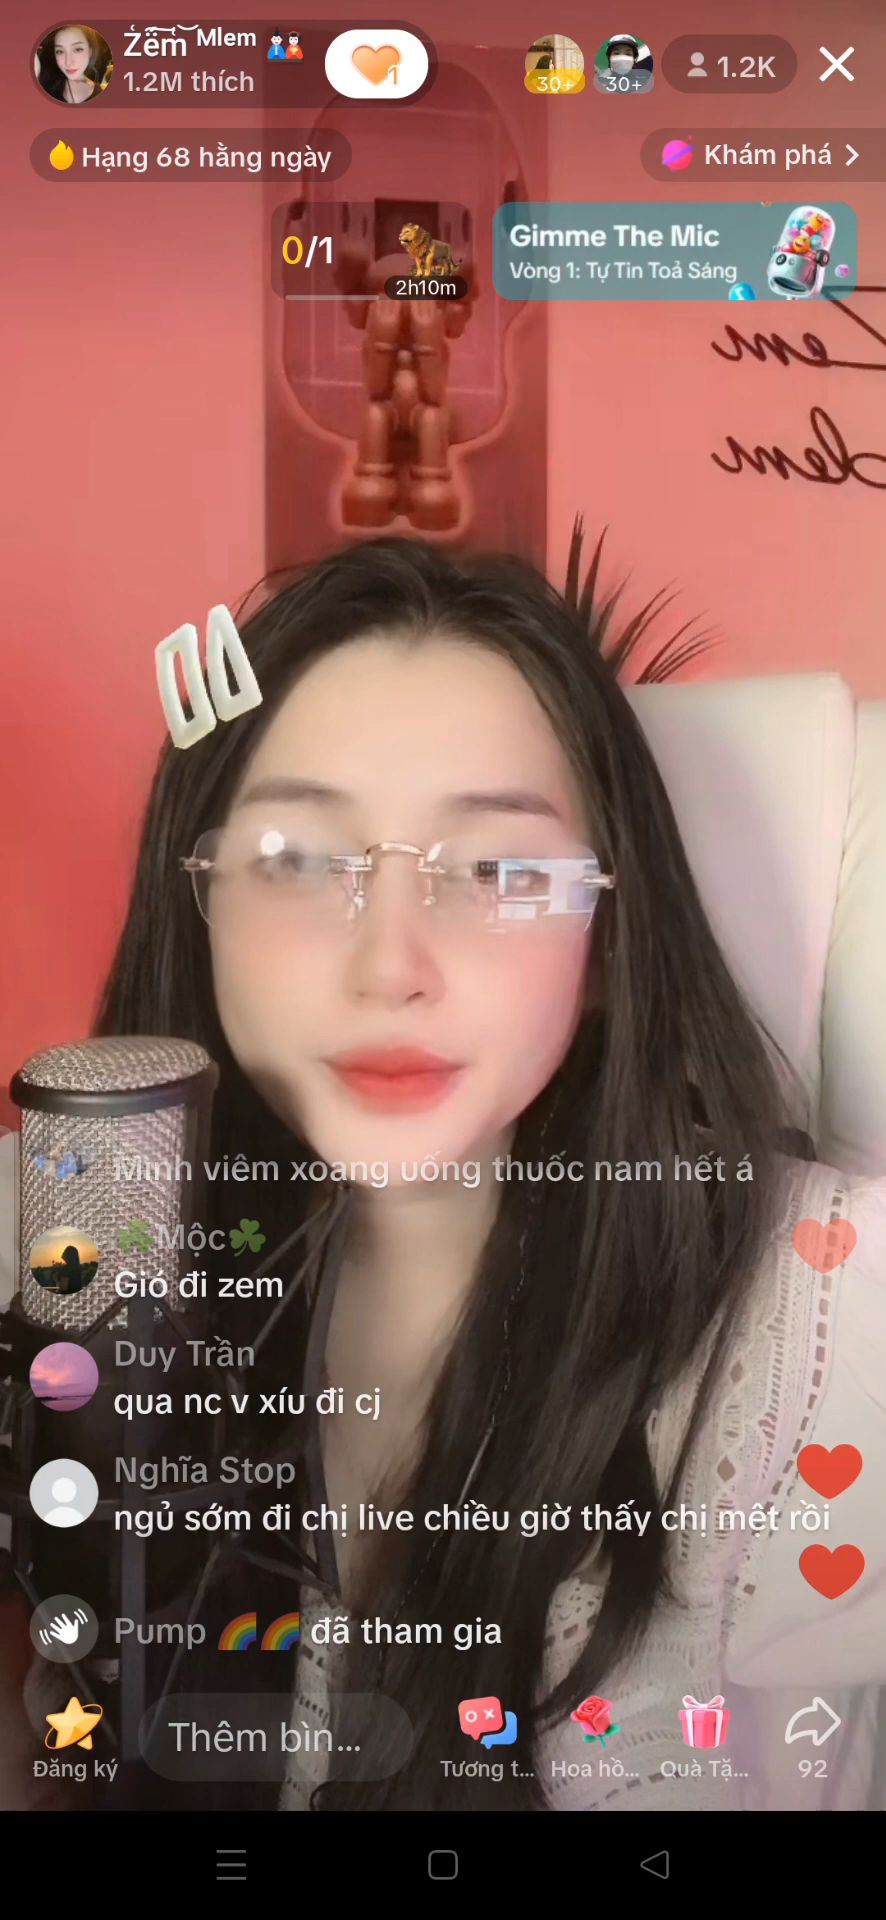 Zëm Mlem 🎎
1.2M thích
1
30+
30+
1.2K
Hạng 68 hằng ngày
Khám phá
0/1
2h10m
Gimme The Mic
Vòng 1: Tự Tin Toả Sáng
Zem
Mlem
Mình viêm xoang uống thuốc nam hết á
☘️Mộc☘️
Gió đi zem
Duy Trần
qua nc v xíu đi cj
Nghĩa Stop
ngủ sớm đi chị live chiều giờ thấy chị mệt rồi
Pump 🌈🌈 đã tham gia
Thêm bìn...
Đăng ký
Tương t...
Hoa hồ...
Quà Tặ...
92